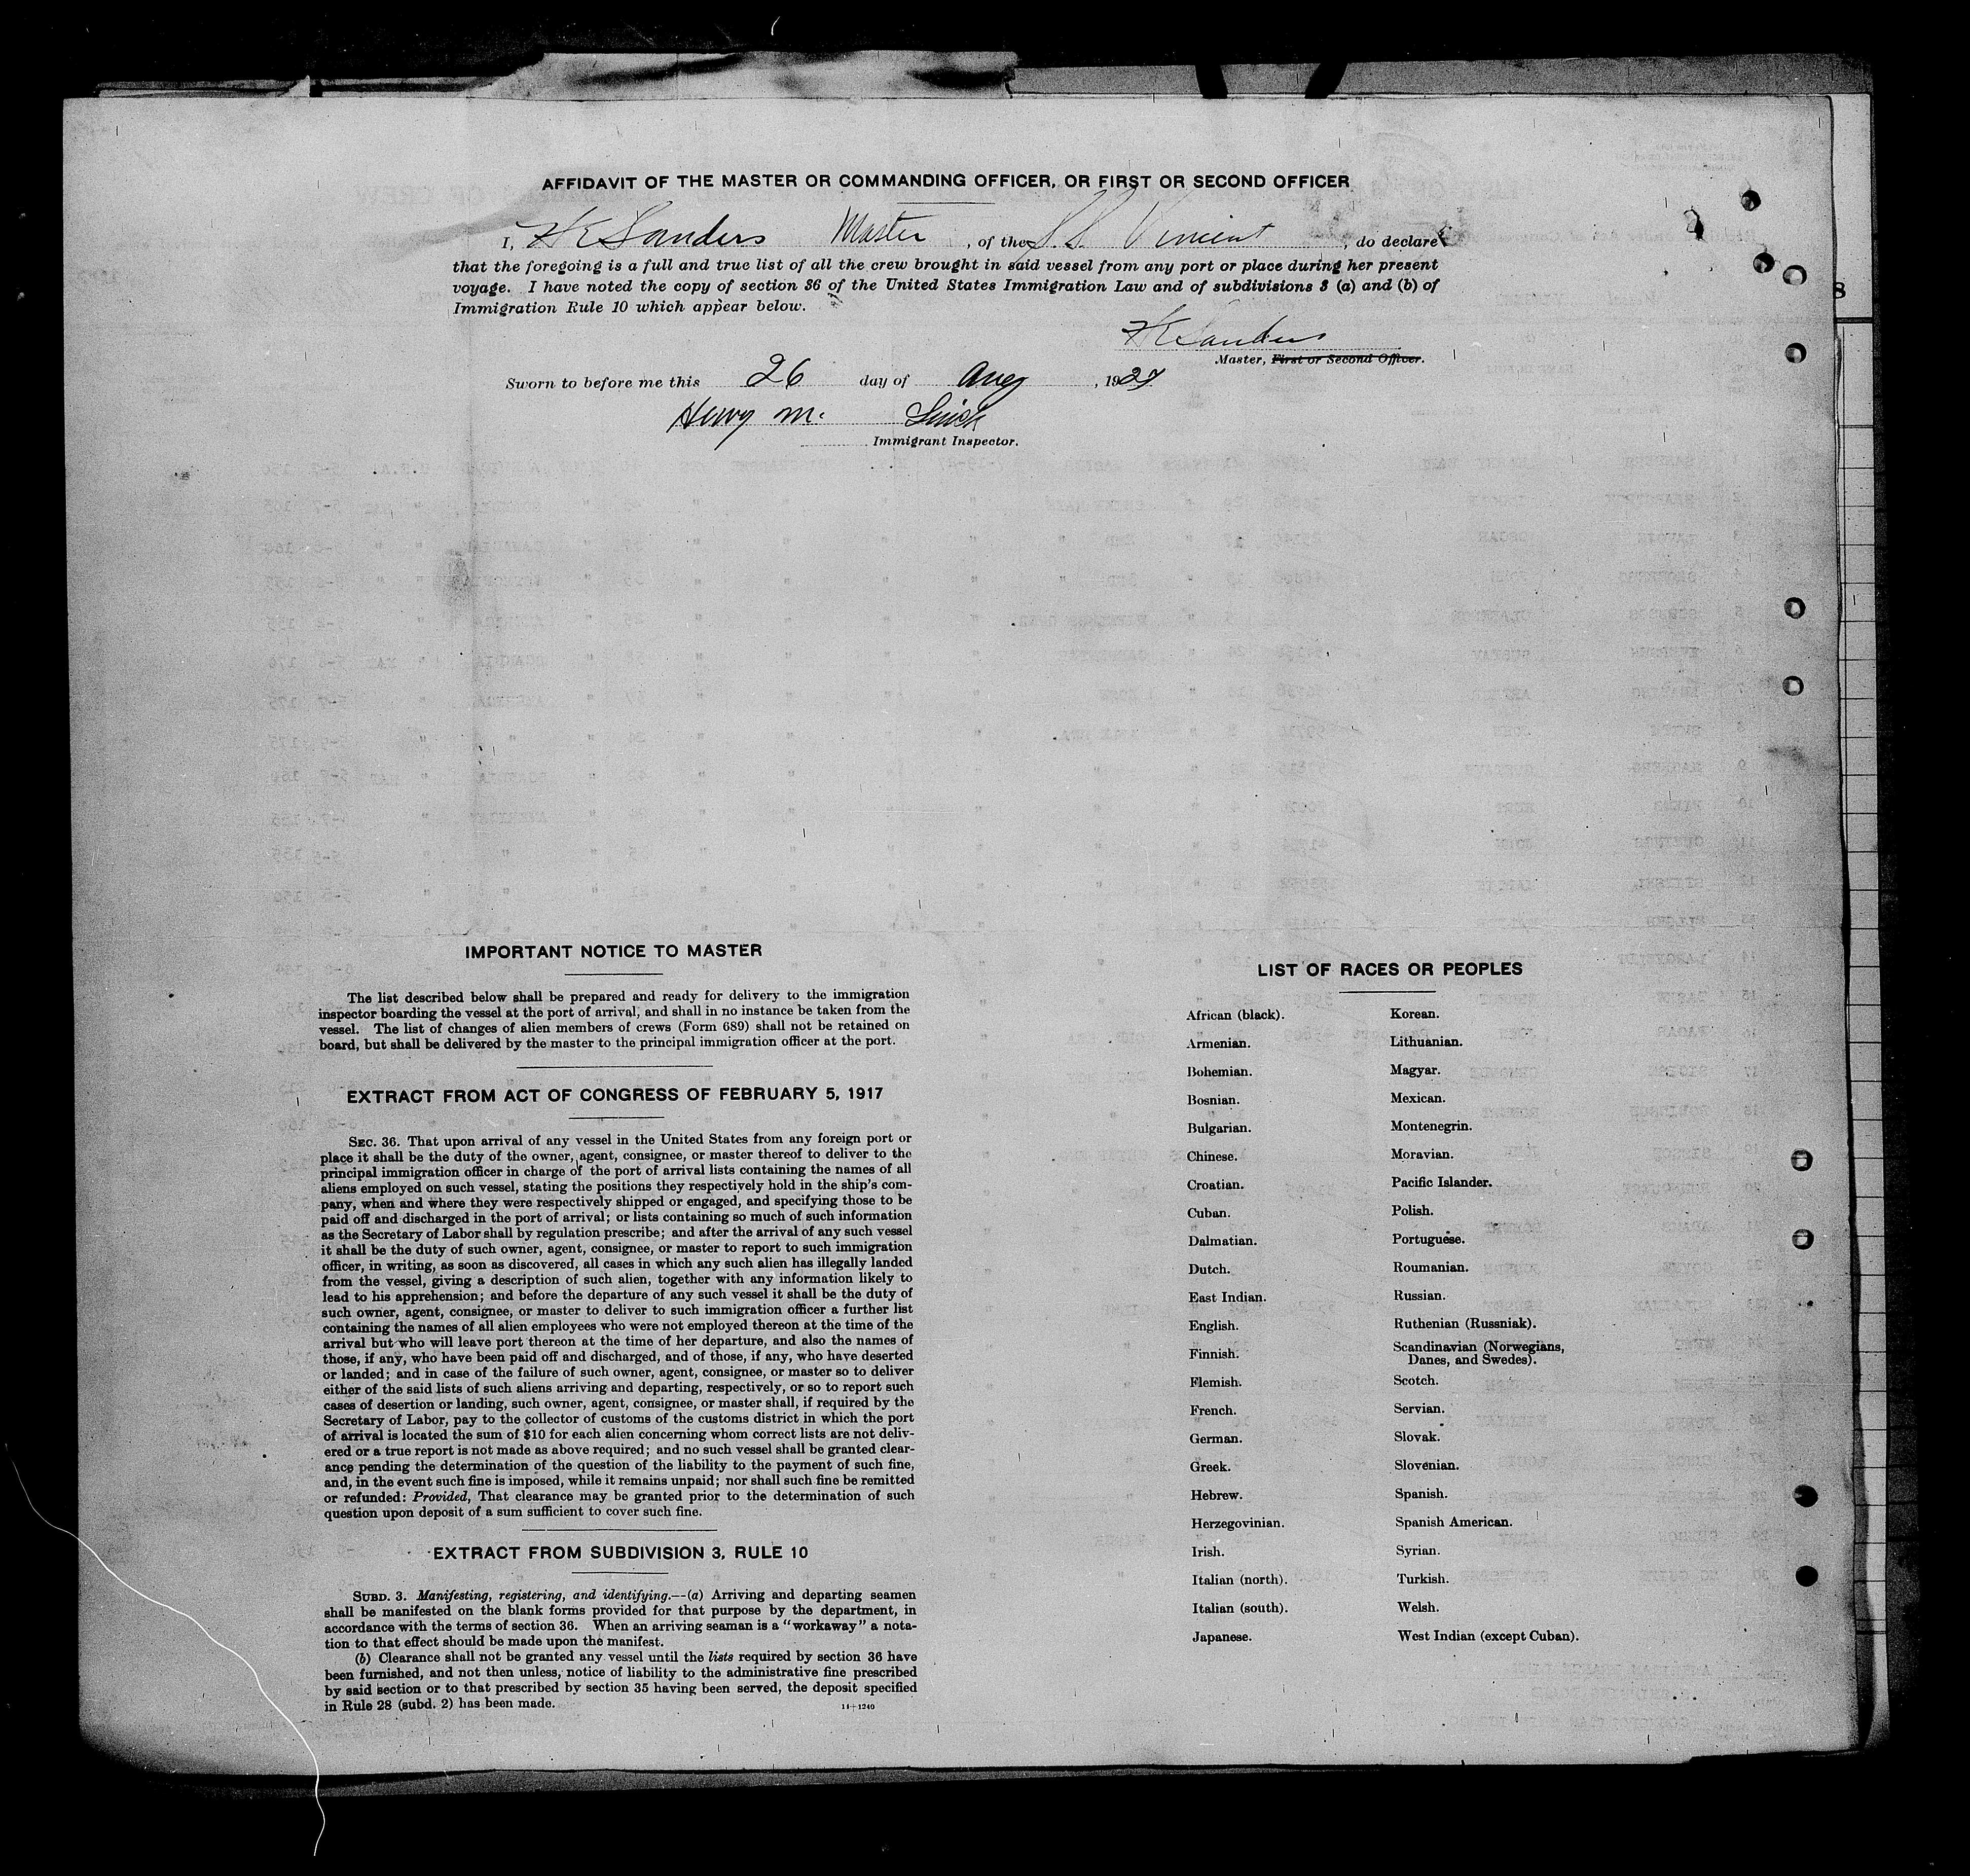 AFFIDAVIT OF THE MASTER OR COMMANDING OFFICER, OR FIRST OR SECOND OFFICER
I, HK Sanders Master, of the S.S. Vincent, do declare
that the foregoing is a full and true list of all the crew brought in said vessel from any port or place during her present
voyage. I have noted the copy of section 36 of the United States Immigration Law and of subdivisions 3 (a) and (b) of
Immigration Rule 10 which appear below.
HK Sanders
Master, First or Second Officer.
Sworn to before me this 26 day of Aug, 1927
Henry M.
Immigrant Inspector.
IMPORTANT NOTICE TO MASTER
The list described below shall be prepared and ready for delivery to the immigration
inspector boarding the vessel at the port of arrival, and shall in no instance be taken from the
vessel. The list of changes of alien members of crews (Form 689) shall not be retained on
board, but shall be delivered by the master to the principal immigration officer at the port.
EXTRACT FROM ACT OF CONGRESS OF FEBRUARY 5, 1917
SEC. 36. That upon arrival of any vessel in the United States from any foreign port or
place it shall be the duty of the owner, agent, consignee, or master thereof to deliver to the
principal immigration officer in charge of the port of arrival lists containing the names of all
aliens employed on such vessel, stating the positions they respectively hold in the ship's com-
pany, when and where they were respectively shipped or engaged, and specifying those to be
paid off and discharged in the port of arrival; or lists containing so much of such information
as the Secretary of Labor shall by regulation prescribe; and after the arrival of any such vessel
it shall be the duty of such owner, agent, consignee, or master to report to such immigration
officer, in writing, as soon as discovered, all cases in which any such alien has illegally landed
from the vessel, giving a description of such alien, together with any information likely to
lead to his apprehension; and before the departure of any such vessel it shall be the duty of
such owner, agent, consignee, or master to deliver to such immigration officer a further list
containing the names of all alien employees who were not employed thereon at the time of the
arrival but who will leave port thereon at the time of her departure, and also the names of
those, if any, who have been paid off and discharged, and of those, if any, who have deserted
or landed; and in case of the failure of such owner, agent, consignee, or master so to deliver
either of the said lists of such aliens arriving and departing, respectively, or so to report such
cases of desertion or landing, such owner, agent, consignee, or master shall, if required by the
Secretary of Labor, pay to the collector of customs of the customs district in which the port
of arrival is located the sum of $10 for each alien concerning whom correct lists are not deliv-
ered or a true report is not made as above required; and no such vessel shall be granted clear-
ance pending the determination of the question of the liability to the payment of such fine,
and, in the event such fine is imposed, while it remains unpaid; nor shall such fine be remitted
or refunded: Provided, That clearance may be granted prior to the determination of such
question upon deposit of a sum sufficient to cover such fine.
EXTRACT FROM SUBDIVISION 3, RULE 10
SUBD. 3. Manifesting, registering, and identifying.—(a) Arriving and departing seamen
shall be manifested on the blank forms provided for that purpose by the department, in
accordance with the terms of section 36. When an arriving seaman is a "workaway" a nota-
tion to that effect should be made upon the manifest.
(b) Clearance shall not be granted any vessel until the lists required by section 36 have
been furnished, and not then unless, notice of liability to the administrative fine prescribed
by said section or to that prescribed by section 35 having been served, the deposit specified
in Rule 28 (subd. 2) has been made.
14—1240
LIST OF RACES OR PEOPLES
African (black).
Armenian.
Bohemian.
Bosnian.
Bulgarian.
Chinese.
Croatian.
Cuban.
Dalmatian.
Dutch.
East Indian.
English.
Finnish.
Flemish.
French.
German.
Greek.
Hebrew.
Herzegovinian.
Irish.
Italian (north).
Italian (south).
Japanese.
Korean.
Lithuanian.
Magyar.
Mexican.
Montenegrin.
Moravian.
Pacific Islander.
Polish.
Portuguese.
Roumanian.
Russian.
Ruthenian (Russniak).
Scandinavian (Norwegians,
Danes, and Swedes).
Scotch.
Servian.
Slovak.
Slovenian.
Spanish.
Spanish American.
Syrian.
Turkish.
Welsh.
West Indian (except Cuban).